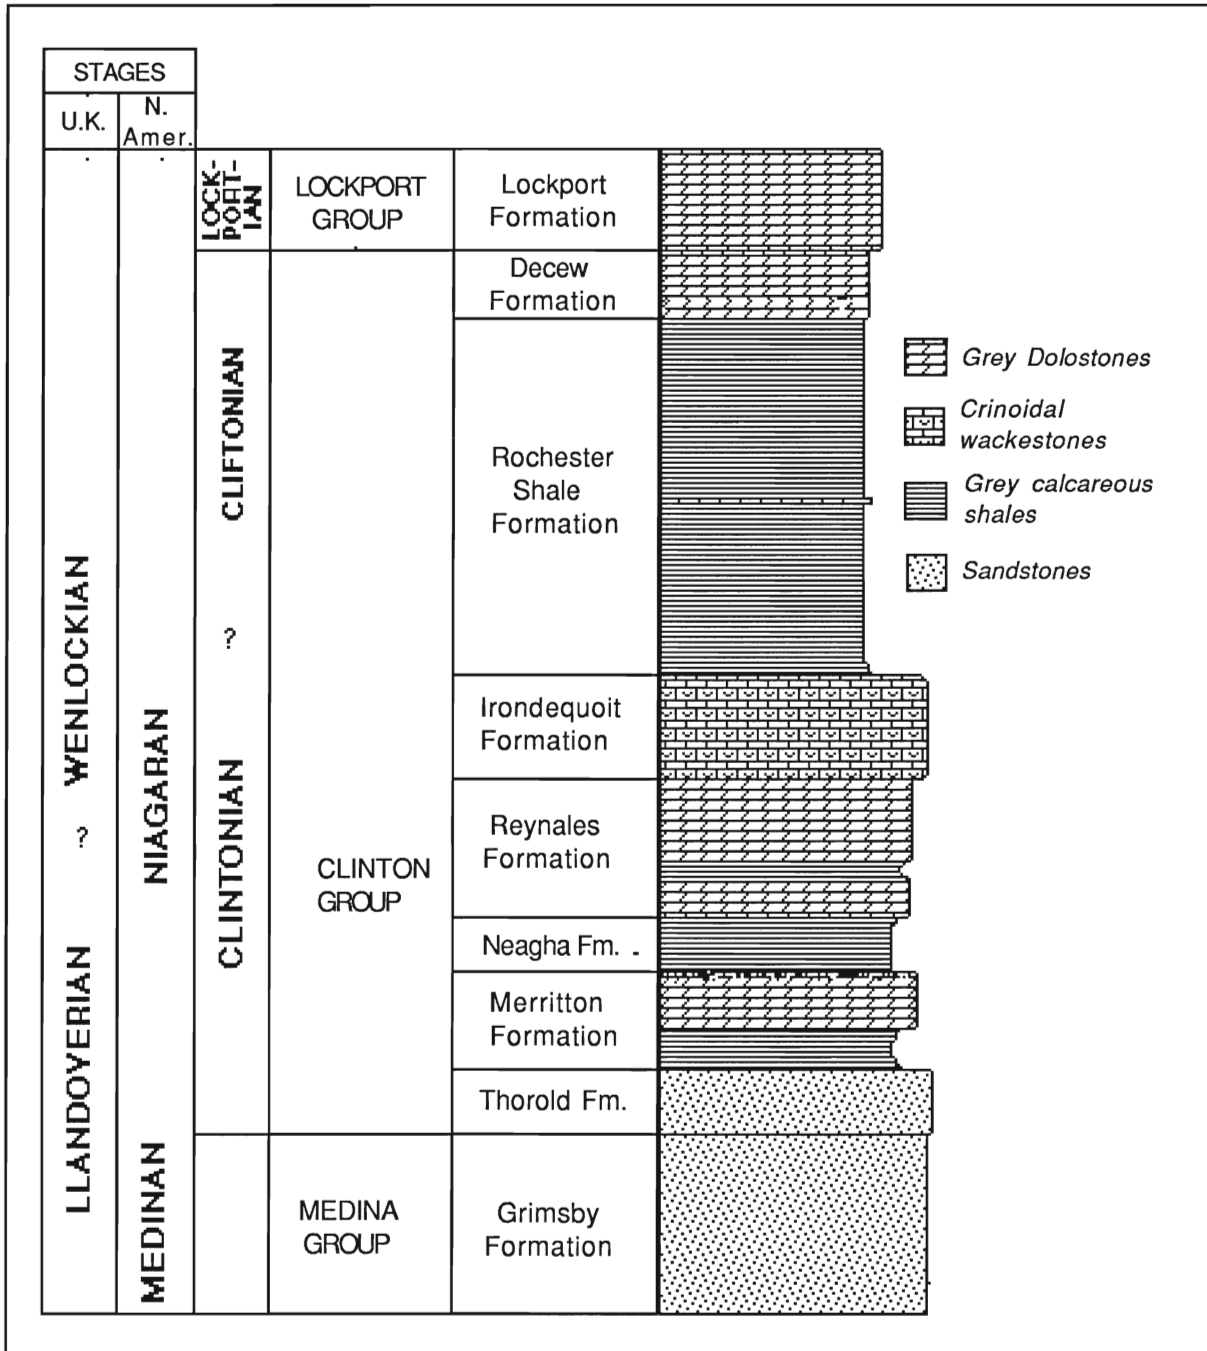 STAGES
U.K.
N.
Amer.
LOCK-
PORT-
IAN
LOCKPORT
GROUP
Lockport
Formation
Decew
Formation
CLIFTONIAN
Grey Dolostones
Crinoidal
wackestones
Rochester
Shale
Formation
Grey calcareous
shales
Sandstones
WENLOCKIAN
?
NIAGARAN
CLINTONIAN
Irondequoit
Formation
?
CLINTON
GROUP
Reynales
Formation
Neagha Fm.
LLANDOYERIAN
Merritton
Formation
Thorold Fm.
MEDINAN
MEDINA
GROUP
Grimsby
Formation